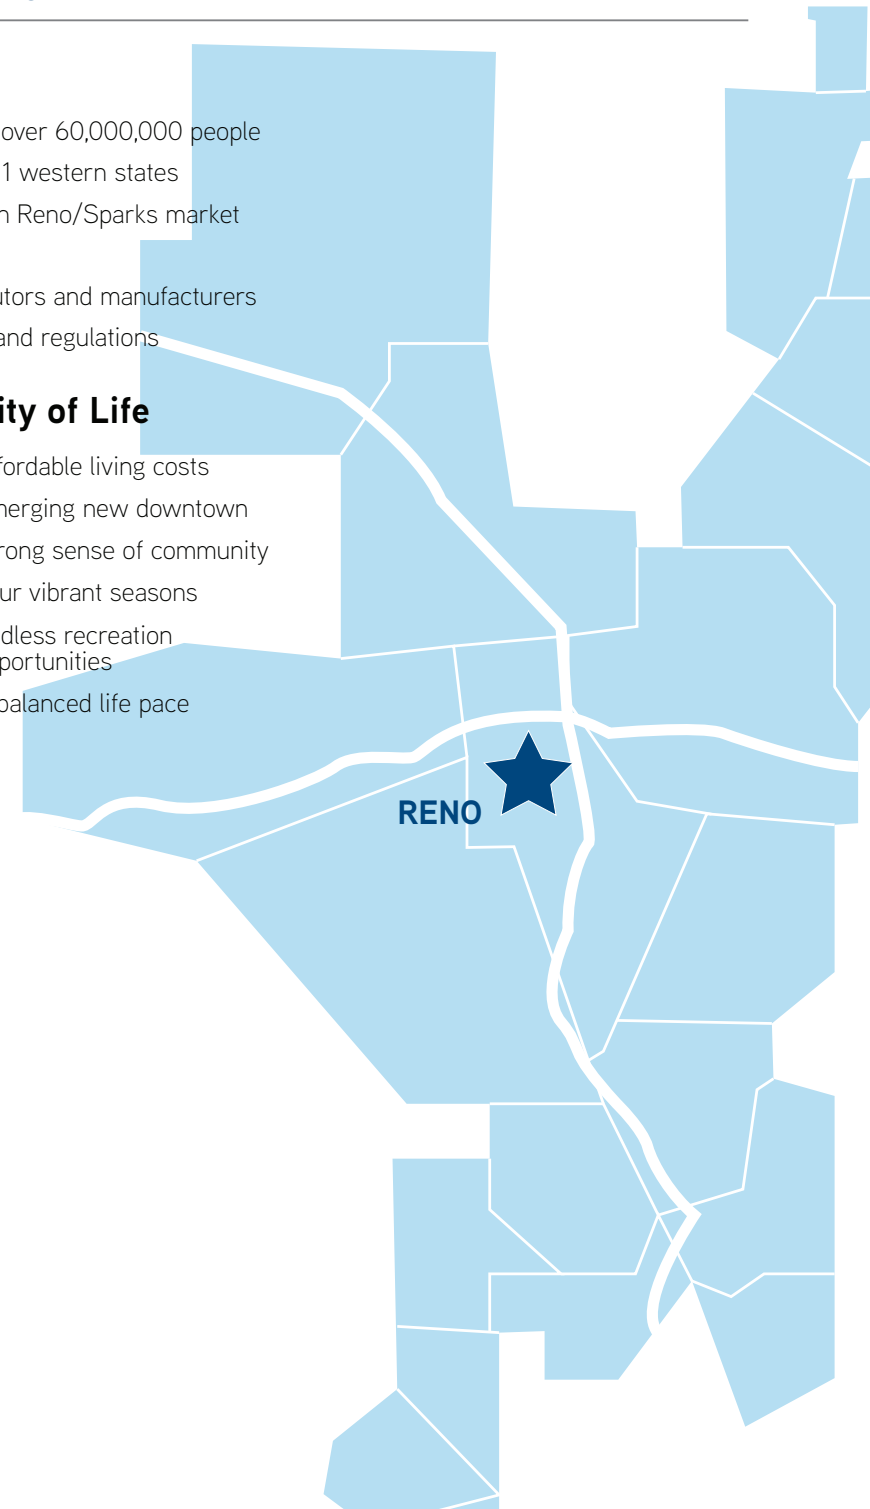 over 60,000,000 people
1 western states
n Reno/Sparks market
utors and manufacturers
and regulations
ity of Life
fordable living costs
nerging new downtown
rong sense of community
ur vibrant seasons
dless recreation
portunities
balanced life pace
RENO